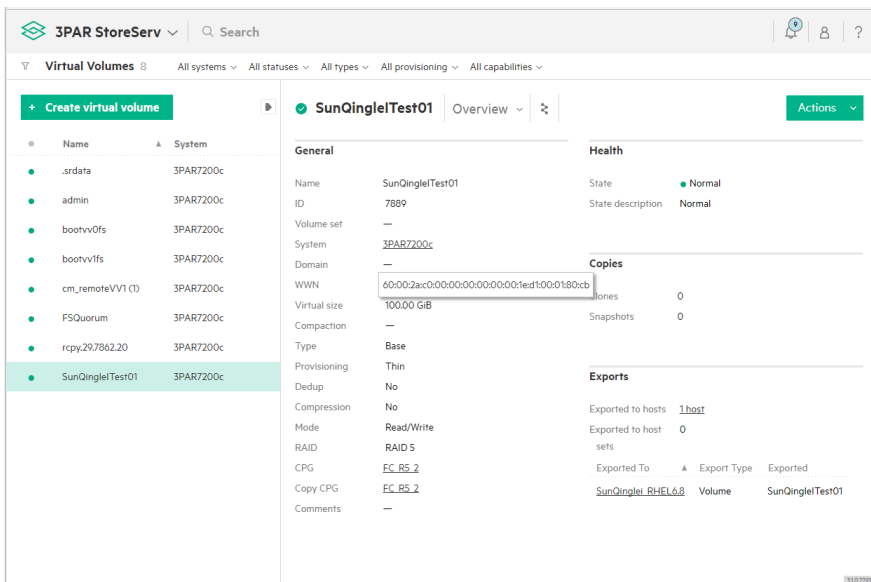 3PAR StoreServ Search 9 ?
Virtual Volumes 8 All systems All statuses All types All provisioning All capabilities
+ Create virtual volume
Name System
.srdata 3PAR7200c
admin 3PAR7200c
bootvv0fs 3PAR7200c
bootvv1fs 3PAR7200c
cm_remoteVV1 (1) 3PAR7200c
FSQuorum 3PAR7200c
rcpy.29.7862.20 3PAR7200c
SunQingleITest01 3PAR7200c
SunQingleITest01 Overview Actions
General
Name SunQingleITest01
ID 7889
Volume set —
System 3PAR7200c
Domain —
WWN 60:00:2a:c0:00:00:00:00:00:00:1e:d1:00:01:80:cb
Virtual size 100.00 GiB
Compaction —
Type Base
Provisioning Thin
Dedup No
Compression No
Mode Read/Write
RAID RAID 5
CPG FC_R5_2
Copy CPG FC_R5_2
Comments —
Health
State Normal
State description Normal
Copies
Clones 0
Snapshots 0
Exports
Exported to hosts 1 host
Exported to host 0
sets
Exported To Export Type Exported
SunQinglei_RHEL6.8 Volume SunQingleITest01